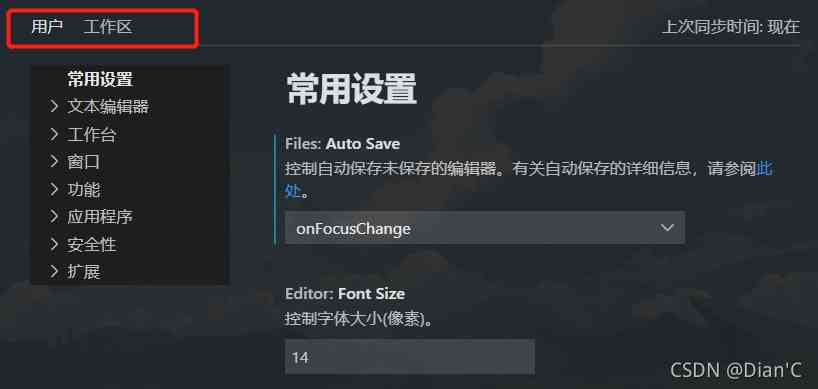 用户 工作区 上次同步时间: 现在
常用设置
文本编辑器
工作台
窗口
功能
应用程序
安全性
扩展
常用设置
Files: Auto Save
控制自动保存未保存的编辑器。有关自动保存的详细信息，请参阅此
处。
onFocusChange
Editor: Font Size
控制字体大小(像素)。
14
CSDN @Dian'C